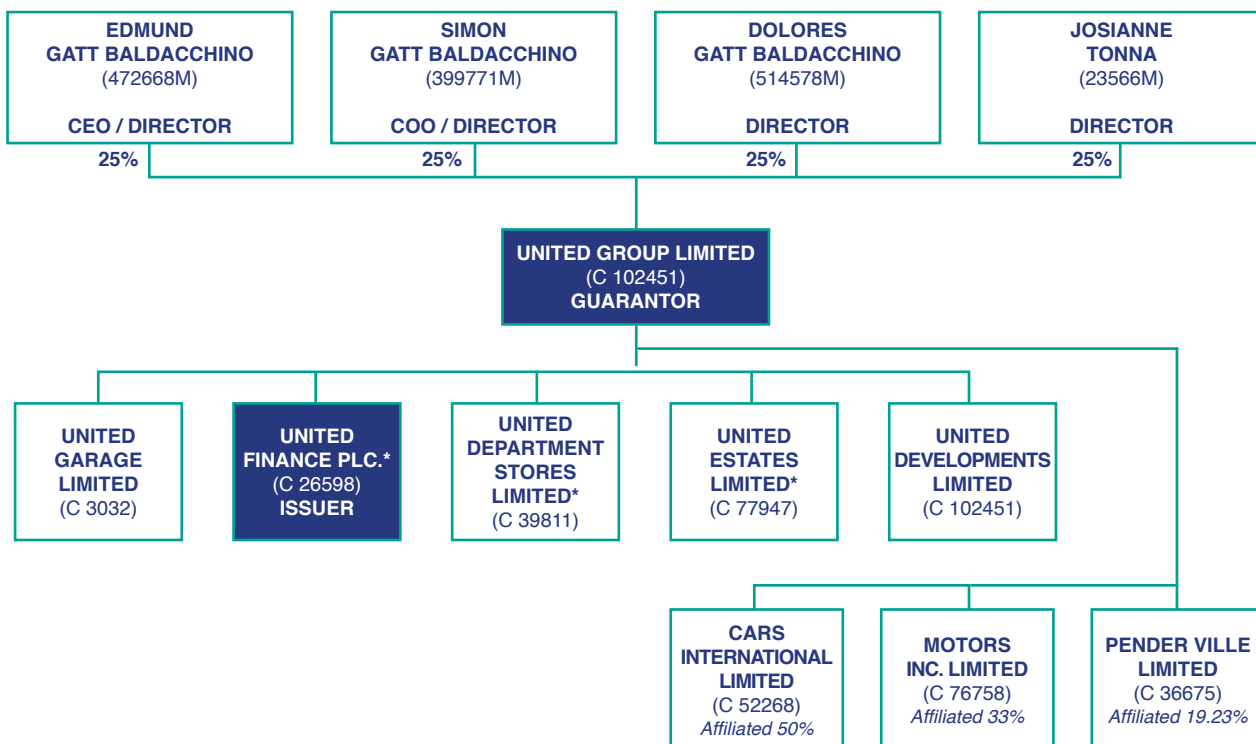 EDMUND
GATT BALDACCHINO
(472668M)
CEO / DIRECTOR
SIMON
GATT BALDACCHINO
(399771M)
COO / DIRECTOR
DOLORES
GATT BALDACCHINO
(514578M)
DIRECTOR
JOSIANNE
TONNA
(23566M)
DIRECTOR
25%
25%
25%
25%
UNITED GROUP LIMITED
(C 102451)
GUARANTOR
UNITED
GARAGE
LIMITED
(C 3032)
UNITED
FINANCE PLC.*
(C 26598)
ISSUER
UNITED
DEPARTMENT
STORES
LIMITED*
(C 39811)
UNITED
ESTATES
LIMITED*
(C 77947)
UNITED
DEVELOPMENTS
LIMITED
(C 102451)
CARS
INTERNATIONAL
LIMITED
(C 52268)
Affiliated 50%
MOTORS
INC. LIMITED
(C 76758)
Affiliated 33%
PENDER VILLE
LIMITED
(C 36675)
Affiliated 19.23%